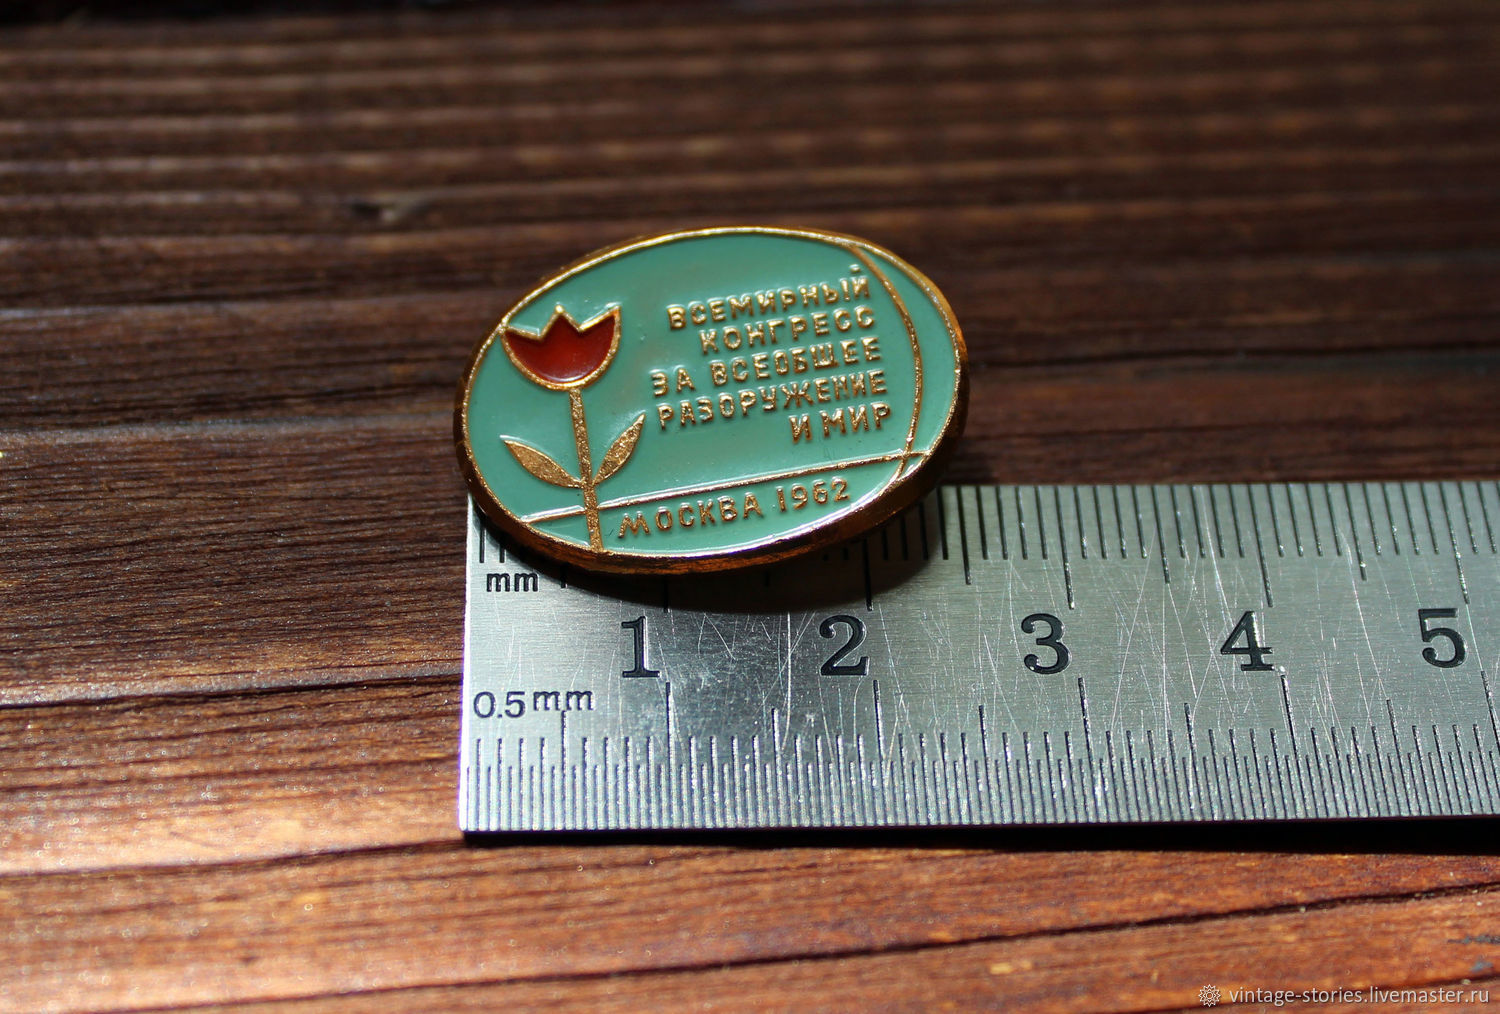 ВСЕМИРНЫЙ
КОНГРЕСС
ЗА ВСЕОБЩЕЕ
РАЗОРУЖЕНИЕ
И МИР
МОСКВА 1962
mm
1 2 3 4 5
0.5mm
vintage-stories.livemaster.ru